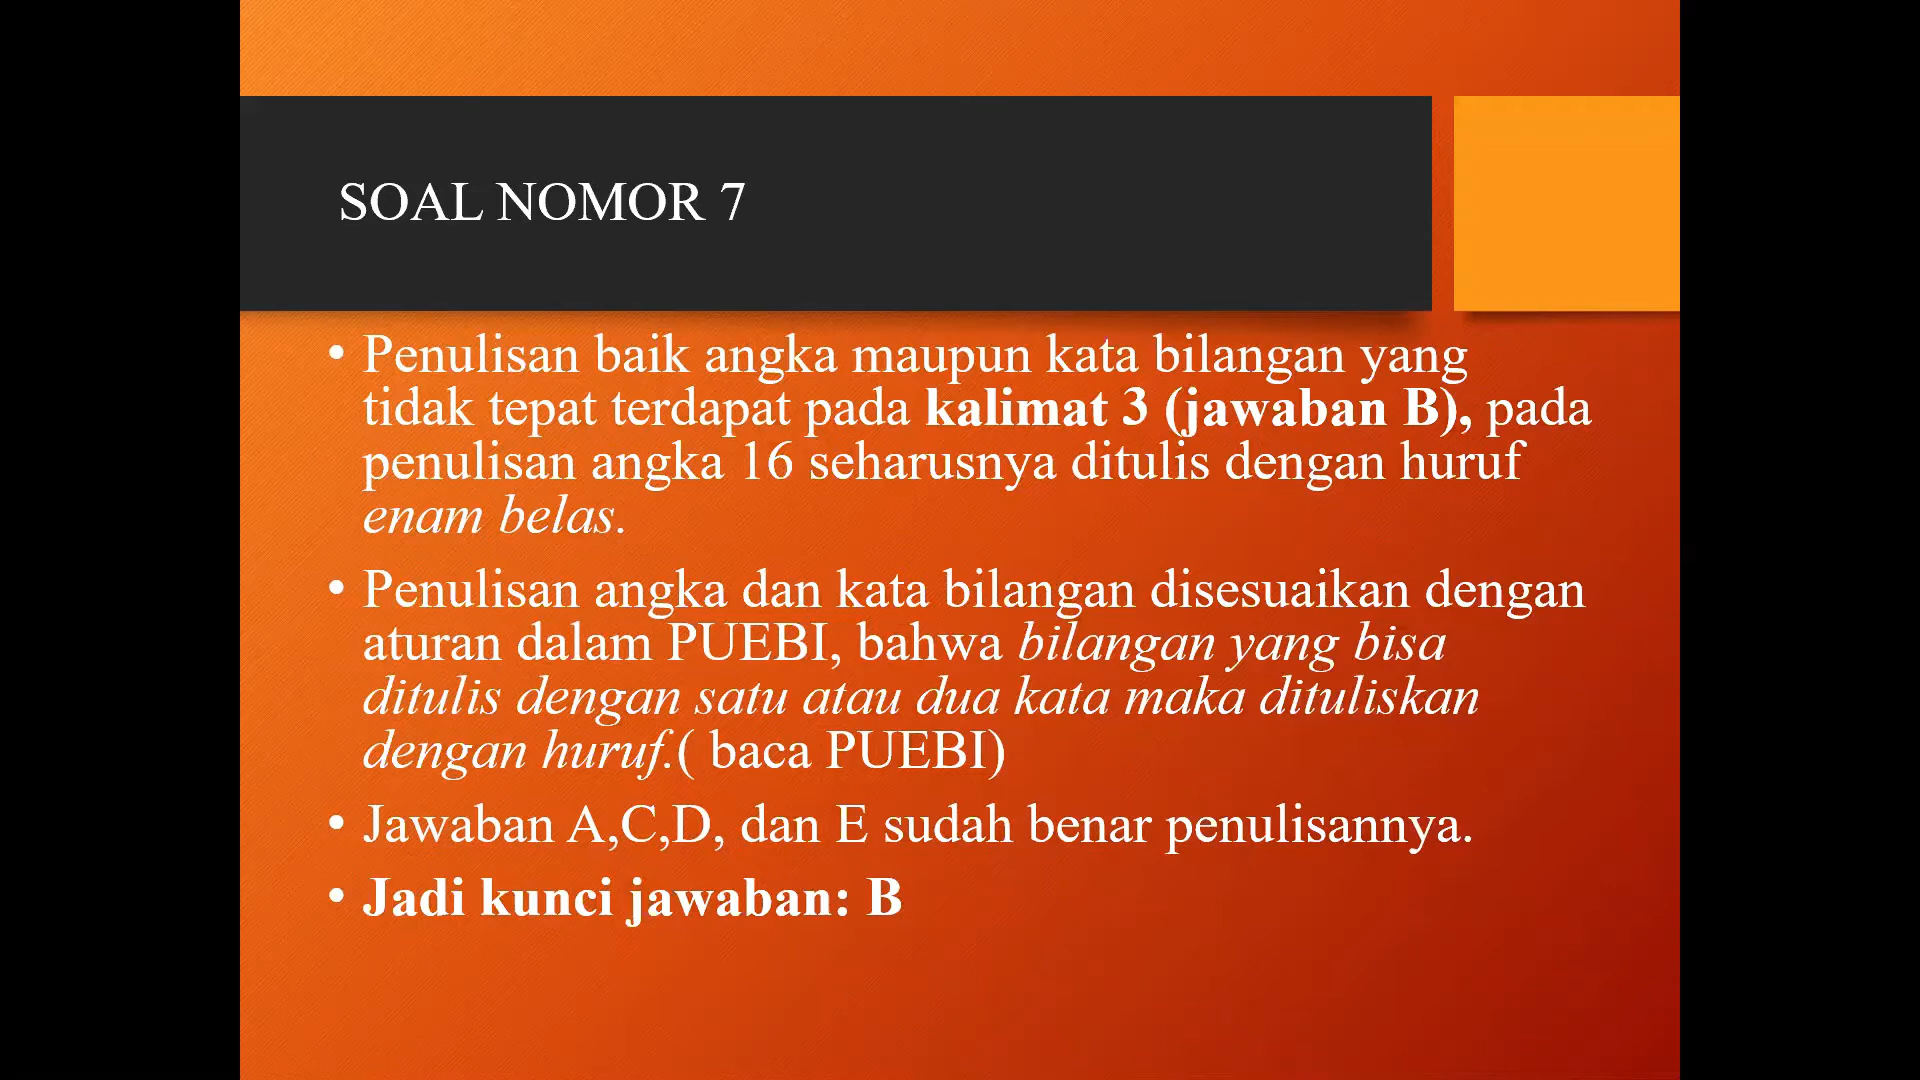 SOAL NOMOR 7
• Penulisan baik angka maupun kata bilangan yang
tidak tepat terdapat pada kalimat 3 (jawaban B), pada
penulisan angka 16 seharusnya ditulis dengan huruf
enam belas.
• Penulisan angka dan kata bilangan disesuaikan dengan
aturan dalam PUEBI, bahwa bilangan yang bisa
ditulis dengan satu atau dua kata maka dituliskan
dengan huruf.( baca PUEBI)
• Jawaban A,C,D, dan E sudah benar penulisannya.
• Jadi kunci jawaban: B